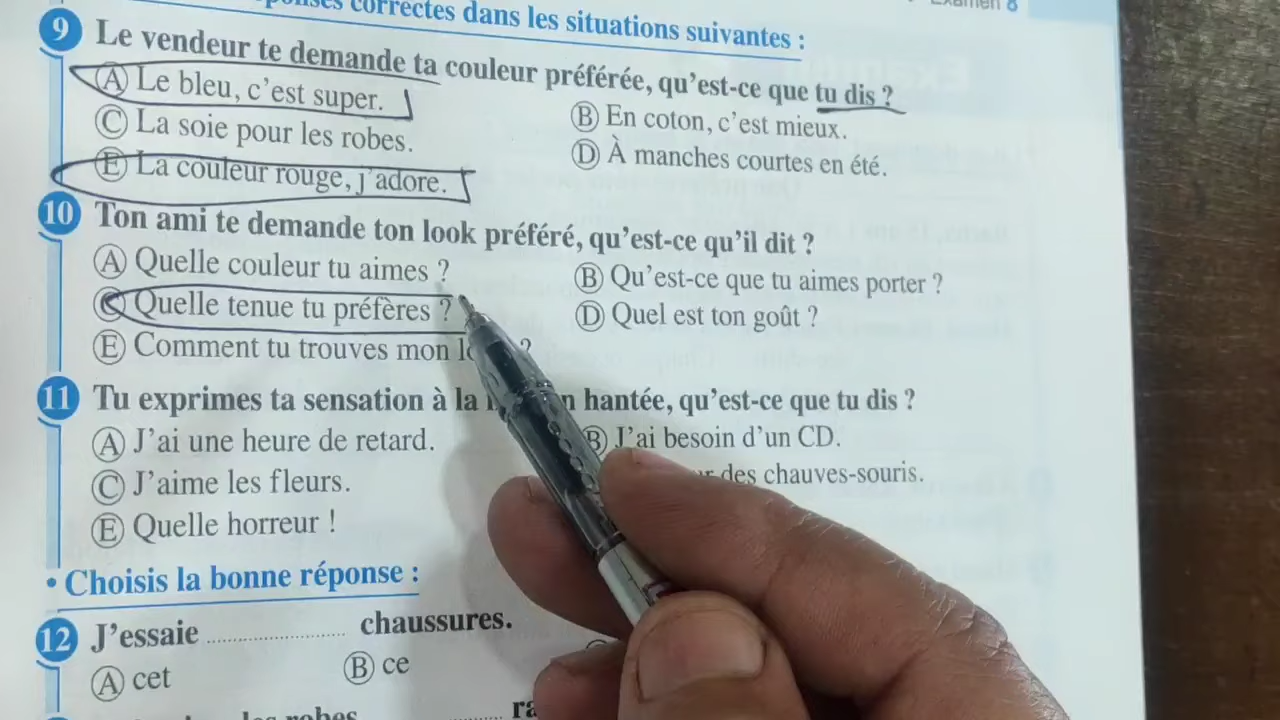 réponses correctes dans les situations suivantes :
Examen 8
9 Le vendeur te demande ta couleur préférée, qu'est-ce que tu dis ?
A Le bleu, c'est super.
B En coton, c'est mieux.
C La soie pour les robes.
D À manches courtes en été.
E La couleur rouge, j'adore.
10 Ton ami te demande ton look préféré, qu'est-ce qu'il dit ?
A Quelle couleur tu aimes ?
B Qu'est-ce que tu aimes porter ?
C Quelle tenue tu préfères ?
D Quel est ton goût ?
E Comment tu trouves mon ?
11 Tu exprimes ta sensation à la hantée, qu'est-ce que tu dis ?
A J'ai une heure de retard.
B J'ai besoin d'un CD.
C J'aime les fleurs.
des chauves-souris.
E Quelle horreur !
• Choisis la bonne réponse :
12 J'essaie .................... chaussures.
A cet
B ce
robes